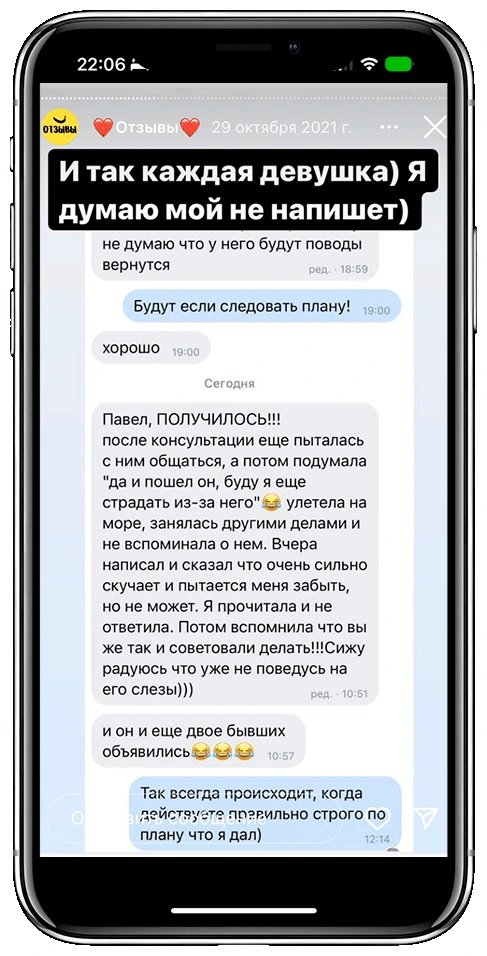 22:06
ОТЗЫВЫ
❤️Отзывы❤️ 29 октября 2021 г.
И так каждая девушка) Я
думаю мой не напишет)
не думаю что у него будут поводы
вернутся
ред. · 18:59
Будут если следовать плану! 19:00
хорошо 19:00
Сегодня
Павел, ПОЛУЧИЛОСЬ!!!
после консультации еще пыталась
с ним общаться, а потом подумала
"да и пошел он, буду я еще
страдать из-за него"😂 улетела на
море, занялась другими делами и
не вспоминала о нем. Вчера
написал и сказал что очень сильно
скучает и пытается меня забыть,
но не может. Я прочитала и не
ответила. Потом вспомнила что вы
же так и советовали делать!!!Сижу
радуюсь что уже не поведусь на
его слезы)))
ред. · 10:51
и он и еще двое бывших
объявились😂😂😂 10:57
Так всегда происходит, когда
действуете правильно строго по
плану что я дал)
12:14